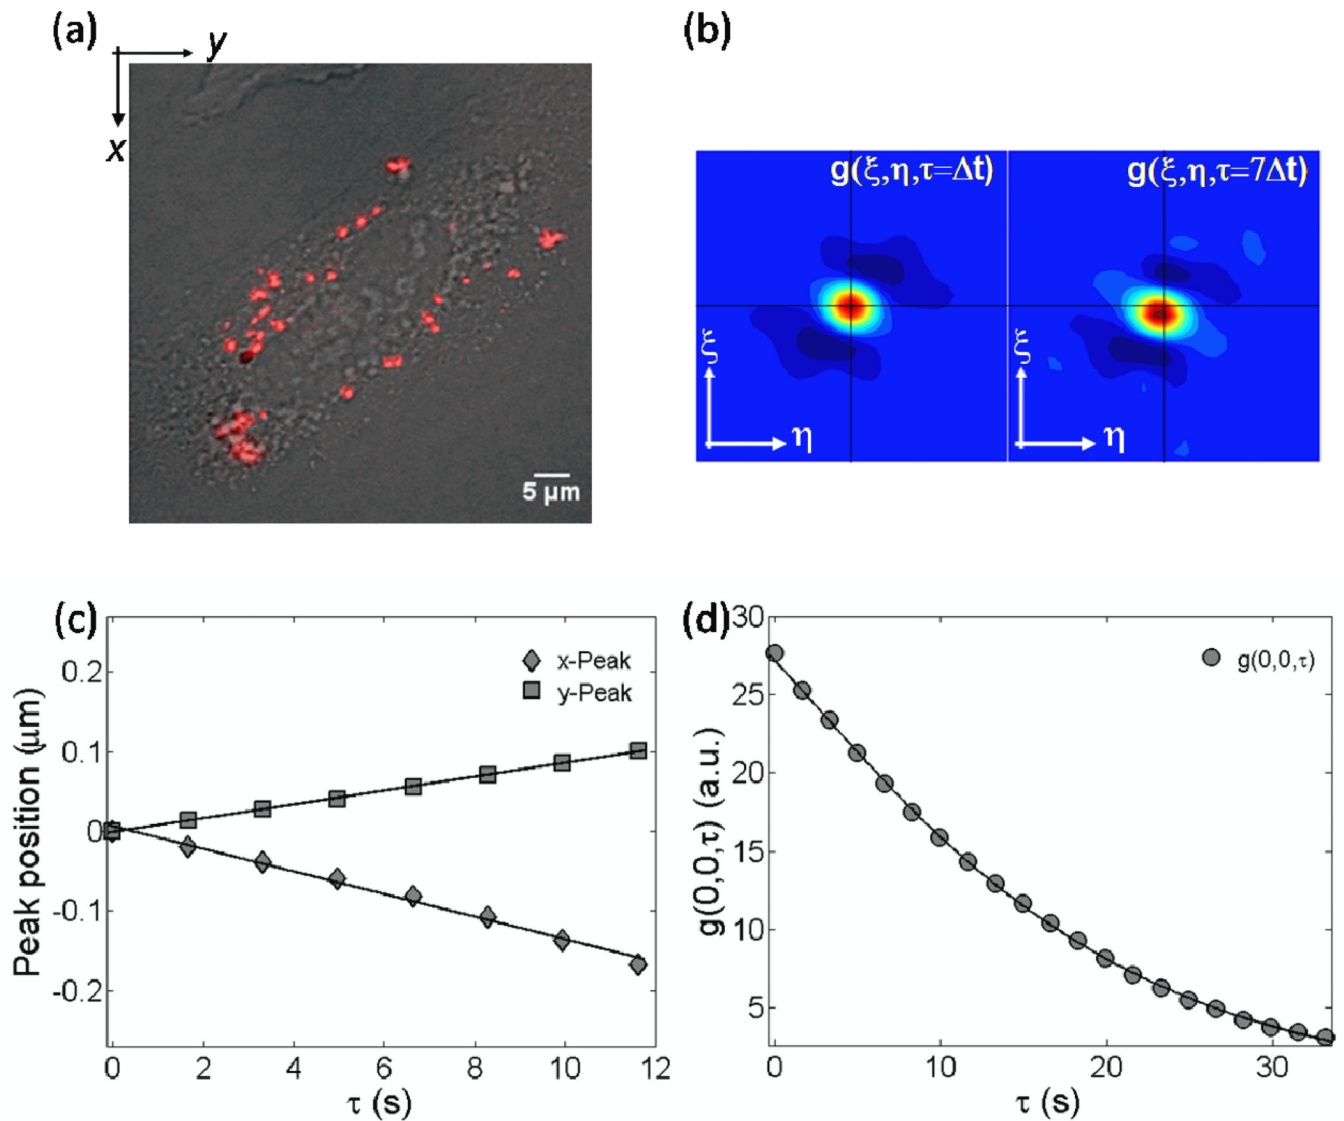 (a)
y
x
5 μm
(b)
g(ξ,η,τ=Δt)
g(ξ,η,τ=7Δt)
ξ
η
ξ
η
(c)
0.2
0.1
0
-0.1
-0.2
Peak position (μm)
x-Peak
y-Peak
0 2 4 6 8 10 12
τ (s)
(d)
30
25
20
15
10
5
g(0,0,τ) (a.u.)
g(0,0,τ)
0 10 20 30
τ (s)